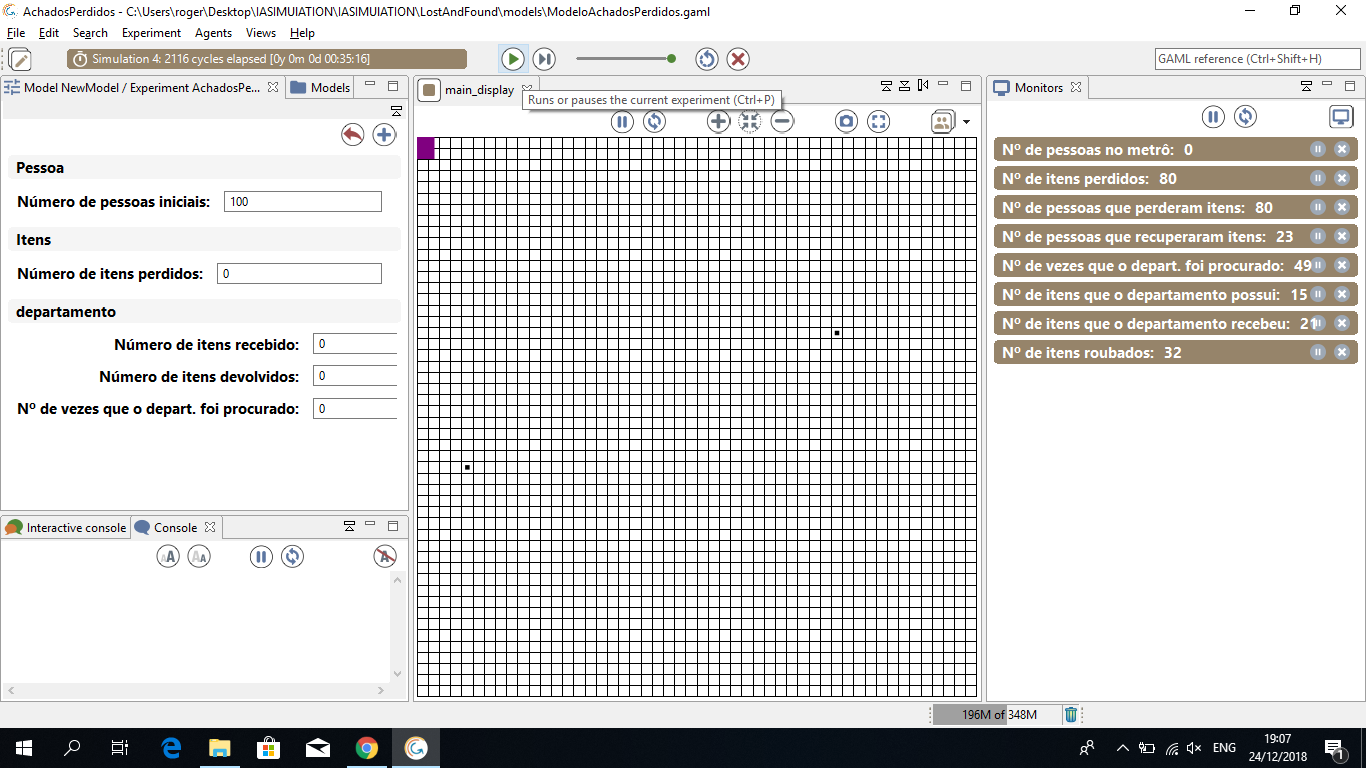 AchadosPerdidos - C:\Users\roger\Desktop\IASIMUIATION\IASIMUIATION\LostAndFound\models\ModeloAchadosPerdidos.gaml
File Edit Search Experiment Agents Views Help
Simulation 4: 2116 cycles elapsed [0y 0m 0d 00:35:16]
GAML reference (Ctrl+Shift+H)
Model NewModel / Experiment AchadosPe...
Models
Pessoa
Número de pessoas iniciais: 100
Itens
Número de itens perdidos: 0
departamento
Número de itens recebido: 0
Número de itens devolvidos: 0
Nº de vezes que o depart. foi procurado: 0
Interactive console
Console
main_display
Runs or pauses the current experiment (Ctrl+P)
Monitors
Nº de pessoas no metrô: 0
Nº de itens perdidos: 80
Nº de pessoas que perderam itens: 80
Nº de pessoas que recuperaram itens: 23
Nº de vezes que o depart. foi procurado: 49
Nº de itens que o departamento possui: 15
Nº de itens que o departamento recebeu: 21
Nº de itens roubados: 32
196M of 348M
ENG
19:07
24/12/2018
1